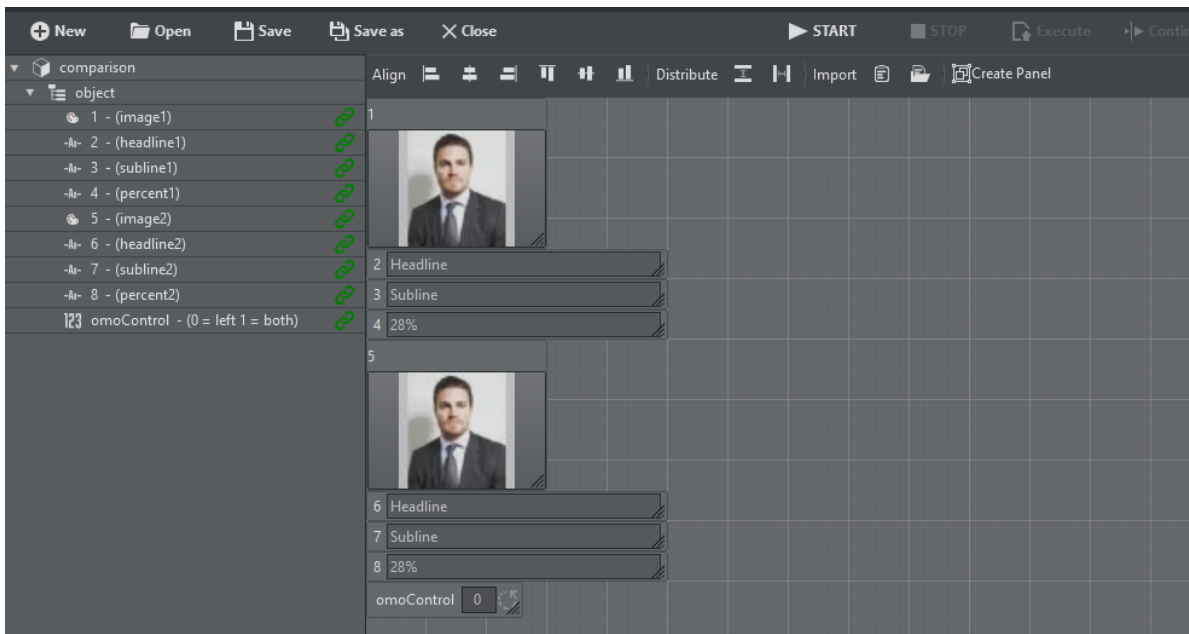 New Open Save Save as Close START STOP Execute Contin
comparison
object
1 - (image1)
2 - (headline1)
3 - (subline1)
4 - (percent1)
5 - (image2)
6 - (headline2)
7 - (subline2)
8 - (percent2)
123 omoControl - (0 = left 1 = both)
Align Distribute Import Create Panel
1
2 Headline
3 Subline
4 28%
5
6 Headline
7 Subline
8 28%
omoControl 0